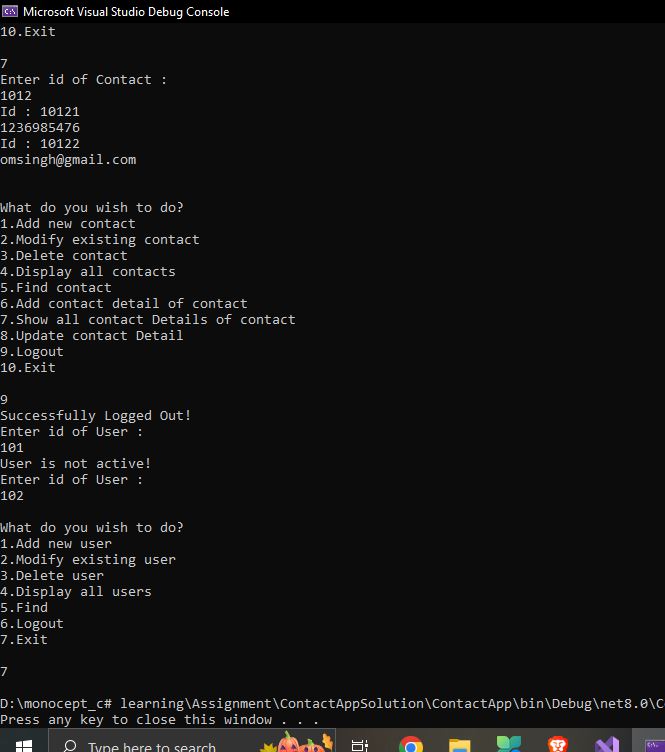 Microsoft Visual Studio Debug Console
10.Exit
7
Enter id of Contact :
1012
Id : 10121
1236985476
Id : 10122
omsingh@gmail.com
What do you wish to do?
1.Add new contact
2.Modify existing contact
3.Delete contact
4.Display all contacts
5.Find contact
6.Add contact detail of contact
7.Show all contact Details of contact
8.Update contact Detail
9.Logout
10.Exit
9
Successfully Logged Out!
Enter id of User :
101
User is not active!
Enter id of User :
102
What do you wish to do?
1.Add new user
2.Modify existing user
3.Delete user
4.Display all users
5.Find
6.Logout
7.Exit
7
D:\monocept_c# learning\Assignment\ContactAppSolution\ContactApp\bin\Debug\net8.0\C
Press any key to close this window . . .
Type here to search